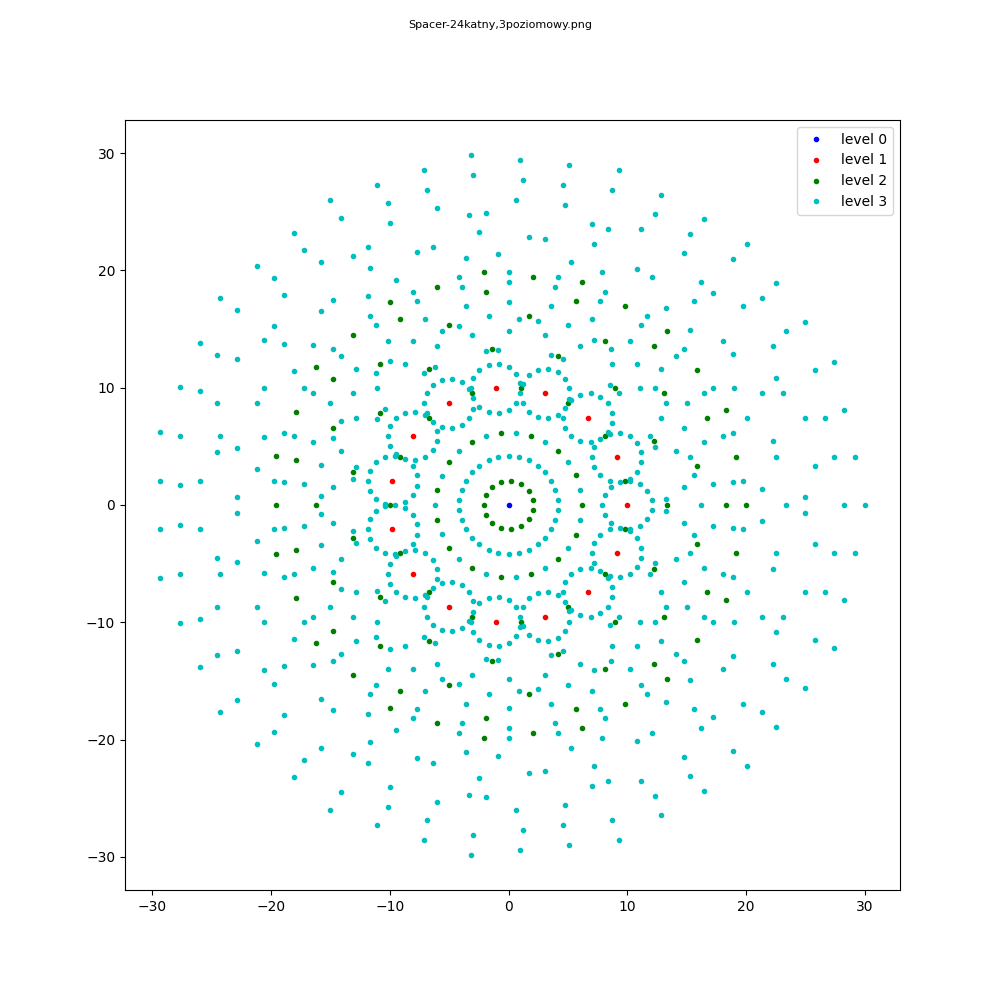 Spacer-24katny,3poziomowy.png
level 0
level 1
level 2
level 3
30
20
10
0
−10
−20
−30
−30 −20 −10 0 10 20 30